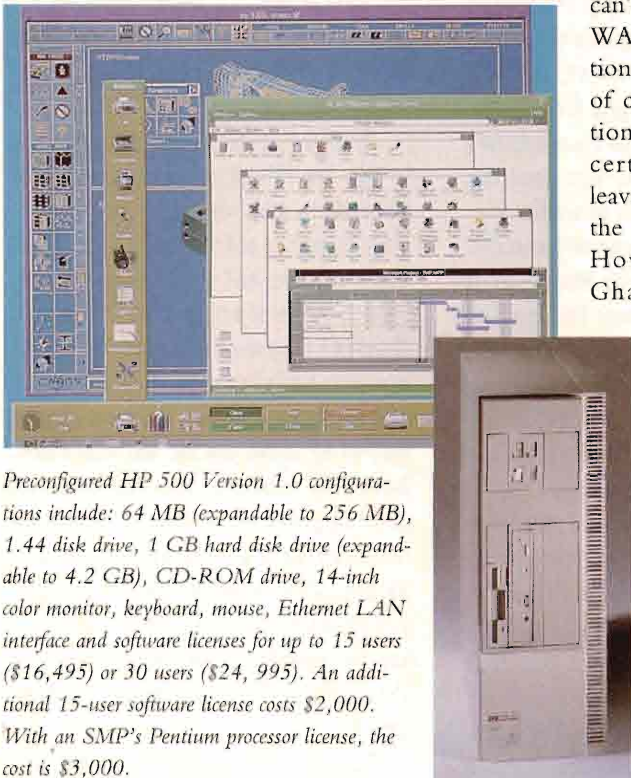 can'
WA
tion
of c
tion
cert
leav
the
Hov
Gha
Preconfigured HP 500 Version 1.0 configura-
tions include: 64 MB (expandable to 256 MB),
1.44 disk drive, 1 GB hard disk drive (expand-
able to 4.2 GB), CD-ROM drive, 14-inch
color monitor, keyboard, mouse, Ethernet LAN
interface and software licenses for up to 15 users
($16,495) or 30 users ($24, 995). An addi-
tional 15-user software license costs $2,000.
With an SMP's Pentium processor license, the
cost is $3,000.